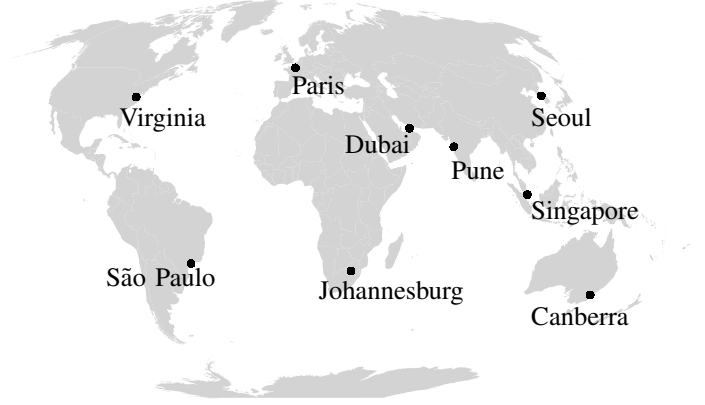 Paris
Virginia
Seoul
Dubai
Pune
Singapore
São Paulo
Johannesburg
Canberra